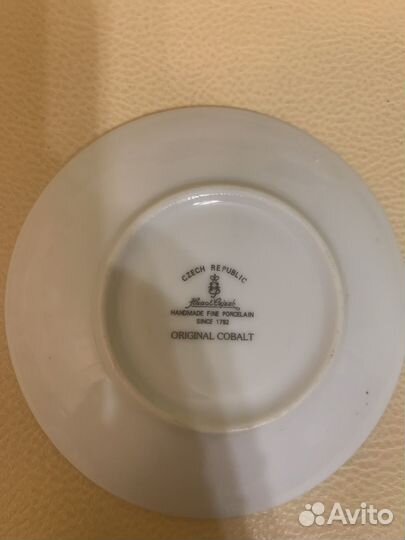 CZECH REPUBLIC
HANDMADE FINE PORCELAIN
SINCE 1792
ORIGINAL COBALT
Avito